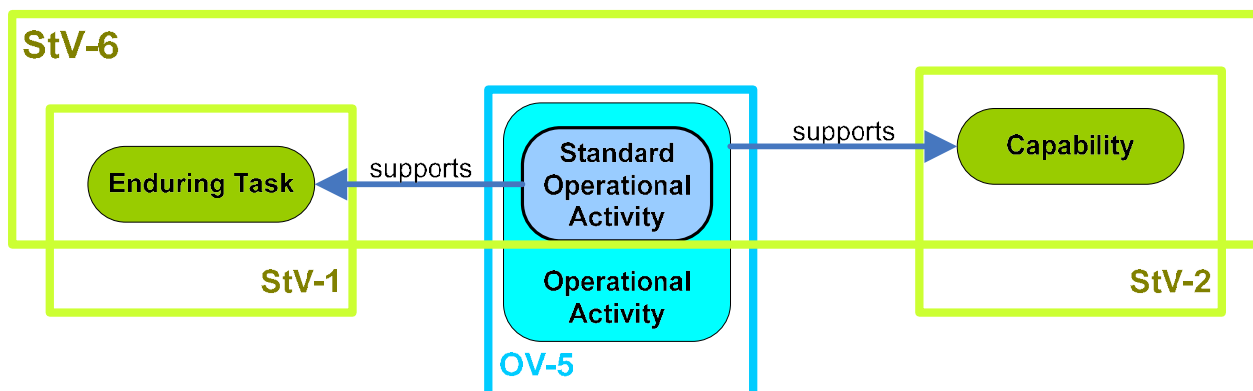 StV-6
supports
Enduring Task
StV-1
Standard
Operational
Activity
Operational
Activity
OV-5
supports
Capability
StV-2